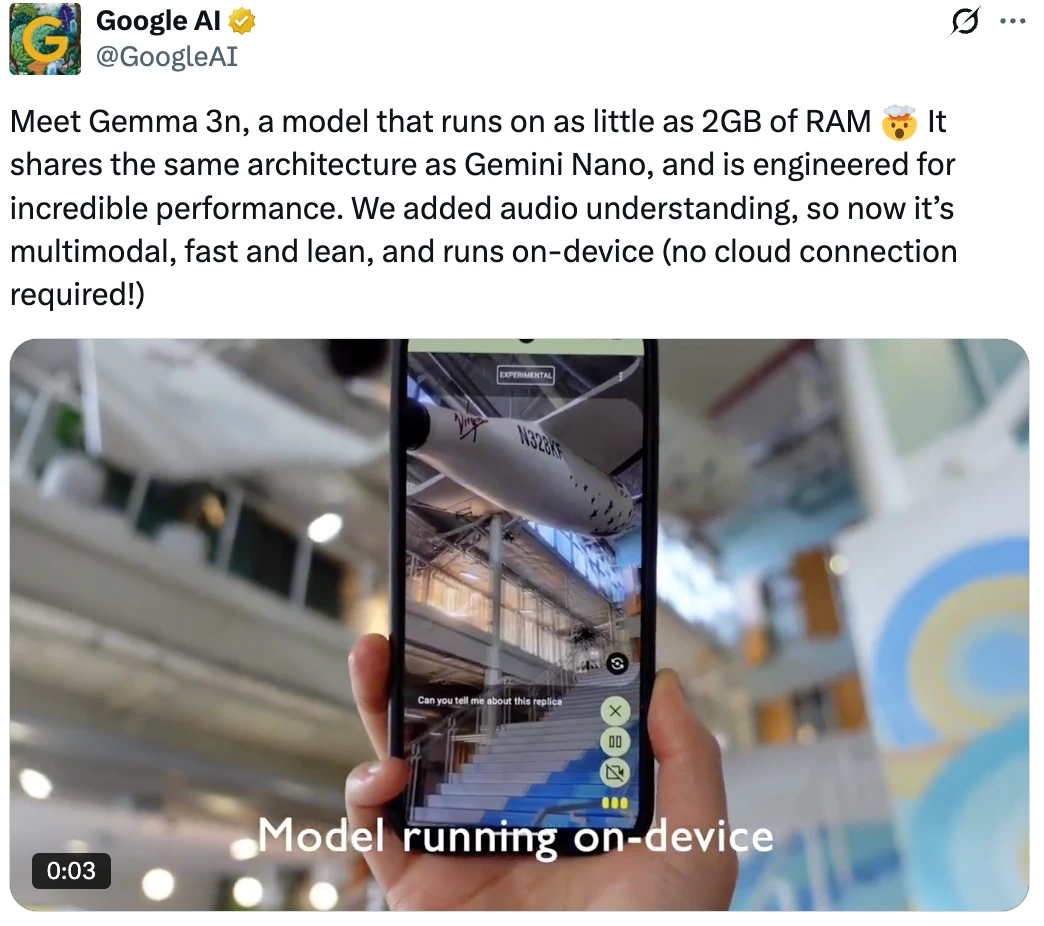 Google AI
@GoogleAI
Meet Gemma 3n, a model that runs on as little as 2GB of RAM 🤯 It
shares the same architecture as Gemini Nano, and is engineered for
incredible performance. We added audio understanding, so now it’s
multimodal, fast and lean, and runs on-device (no cloud connection
required!)
EXPERIMENTAL
Virgin
N328KF
Can you tell me about this replica
Model running on-device
0:03